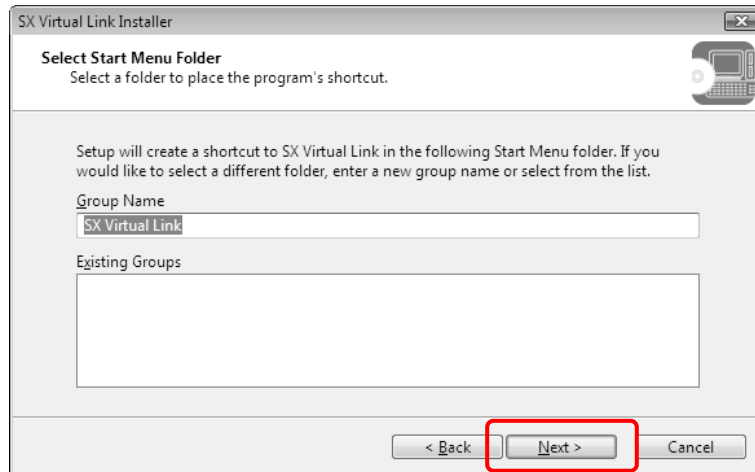 SX Virtual Link Installer
Select Start Menu Folder
Select a folder to place the program's shortcut.
Setup will create a shortcut to SX Virtual Link in the following Start Menu folder. If you
would like to select a different folder, enter a new group name or select from the list.
Group Name
SX Virtual Link
Existing Groups
< Back Next > Cancel